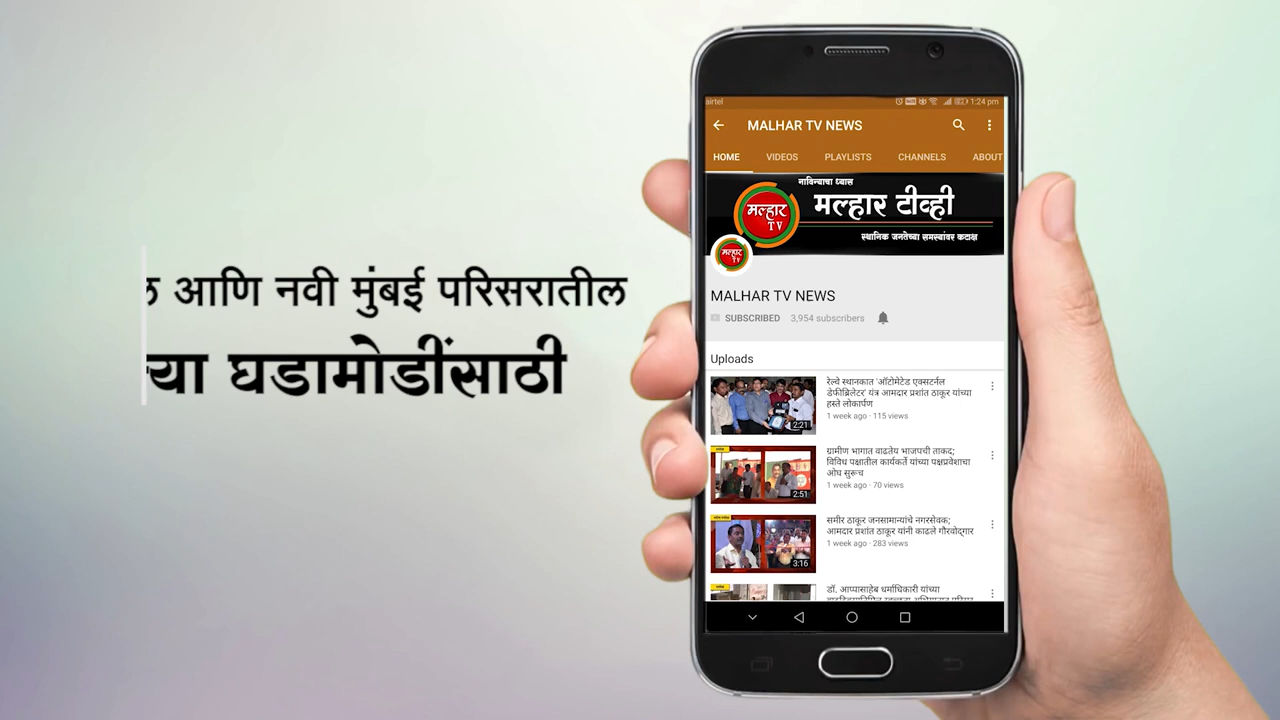 आणि नवी मुंबई परिसरातील
घडामोडींसाठी
airtel
1:24 pm
MALHAR TV NEWS
HOME VIDEOS PLAYLISTS CHANNELS ABOUT
नाविन्याचा ध्यास
मल्हार टीव्ही
स्थानिक जनतेच्या समस्यांवर कटाक्ष
मल्हार
TV
मल्हार
TV
MALHAR TV NEWS
SUBSCRIBED 3,954 subscribers
Uploads
रेल्वे स्थानकात 'ऑटोमेटेड एक्सटर्नल
डेफीब्रिलेटर' यंत्र आमदार प्रशांत ठाकूर यांच्या
हस्ते लोकार्पण
1 week ago · 115 views
2:21
ग्रामीण भागात वाढतेय भाजपची ताकद;
विविध पक्षातील कार्यकर्ते यांच्या पक्षप्रवेशाचा
ओघ सुरूच
1 week ago · 70 views
2:51
समीर ठाकूर जनसामान्यांचे नगरसेवक;
आमदार प्रशांत ठाकूर यांनी काढले गौरवोद्गार
1 week ago · 283 views
3:16
डॉ. आप्पासाहेब धर्माधिकारी यांच्या